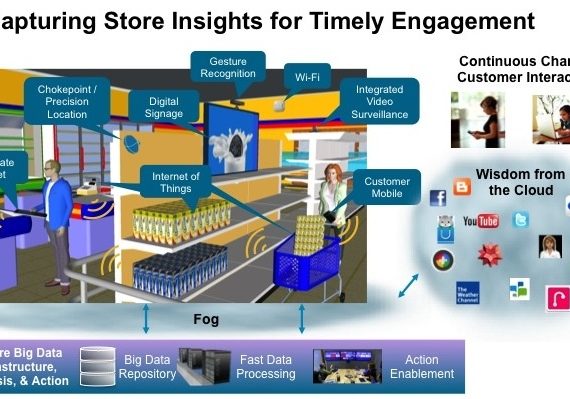 apturing Store Insights for Timely Engagement
Gesture
Recognition
Wi-Fi
Continuous Chan
Customer Interac
Chokepoint /
Precision
Location
Digital
Signage
Integrated
Video
Surveillance
ate
et
Internet of
Things
Customer
Mobile
Wisdom from
the Cloud
YouTube
The
Weather
Channel
Fog
re Big Data
astructure,
sis, & Action
Big Data
Repository
Fast Data
Processing
Action
Enablement